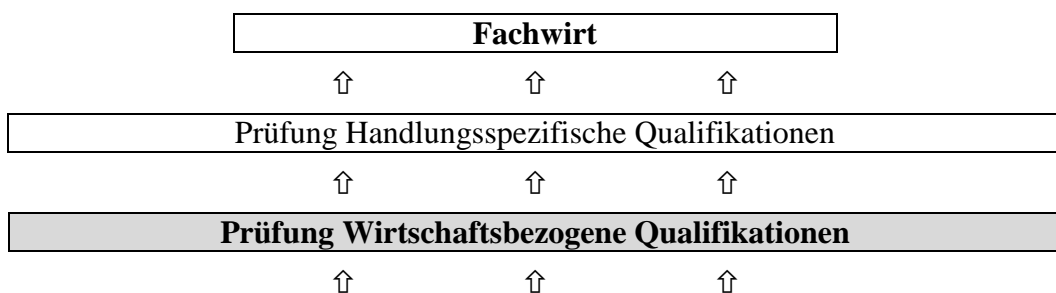 Fachwirt
⇧ ⇧ ⇧
Prüfung Handlungsspezifische Qualifikationen
⇧ ⇧ ⇧
Prüfung Wirtschaftsbezogene Qualifikationen
⇧ ⇧ ⇧